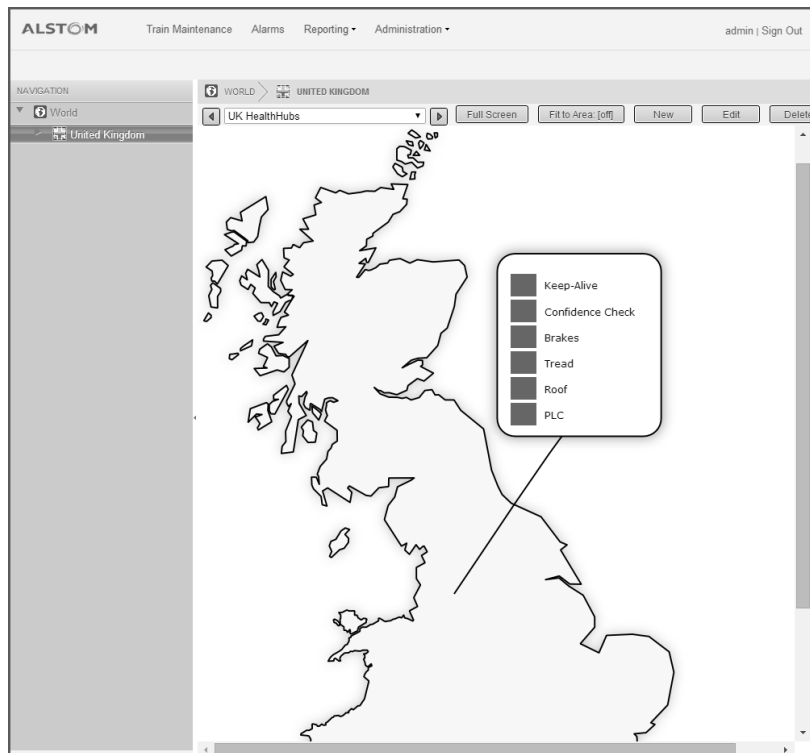 ALSTOM Train Maintenance Alarms Reporting Administration admin | Sign Out
NAVIGATION
World
United Kingdom
WORLD UNITED KINGDOM
UK HealthHubs Full Screen Fit to Area: [off] New Edit Delete
Keep-Alive
Confidence Check
Brakes
Tread
Roof
PLC